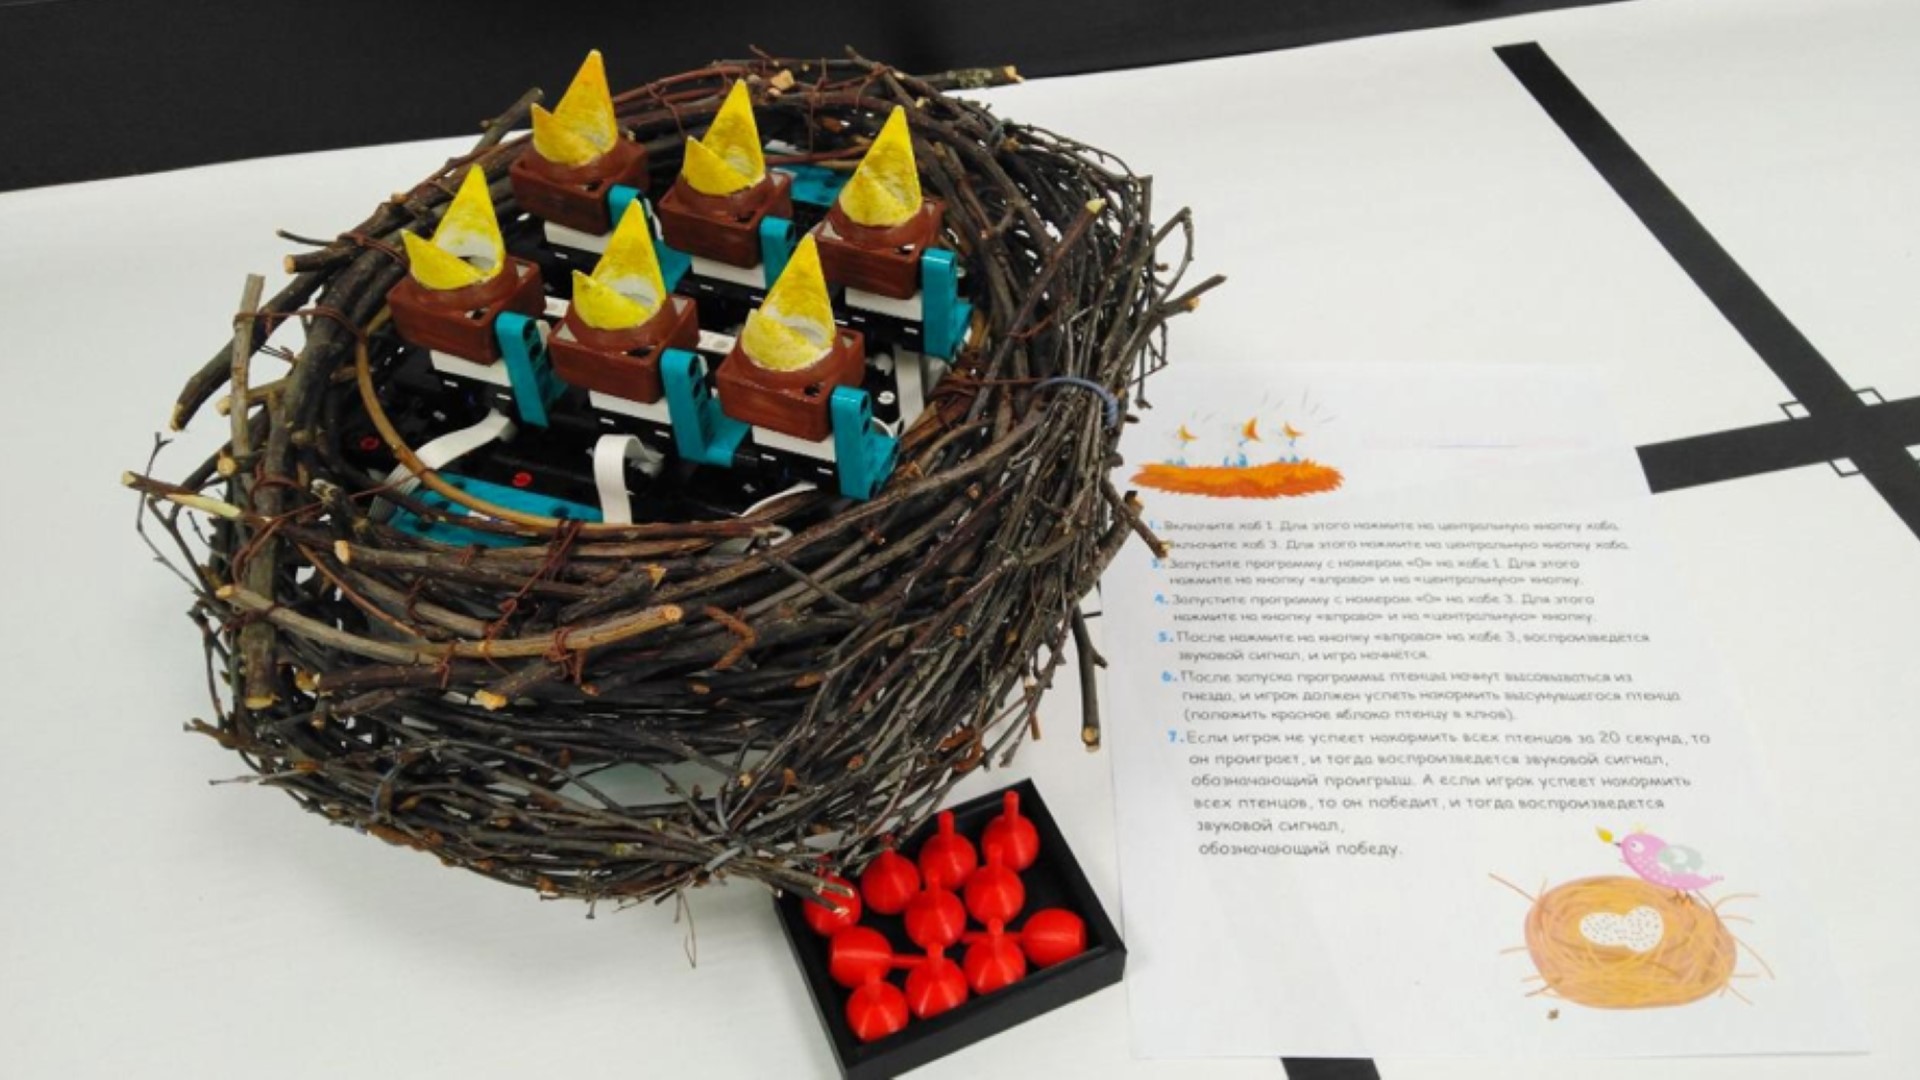 1. Включите хаб 1. Для этого нажмите на центральную кнопку хаба.
Включите хаб 3. Для этого нажмите на центральную кнопку хаба.
3. Запустите программу с номером «0» на хабе 1. Для этого
нажмите на кнопку «вправо» и на «центральную» кнопку.
4. Запустите программу с номером «0» на хабе 3. Для этого
нажмите на кнопку «вправо» и на «центральную» кнопку.
5. После нажмите на кнопку «вправо» на хабе 3, воспроизведётся
звуковой сигнал, и игра начнётся.
6. После запуска программы птенцы начнут высовываться из
гнезда, и игрок должен успеть накормить высунувшегося птенца
(положить красное яблоко птенцу в клюв).
7. Если игрок не успеет накормить всех птенцов за 20 секунд, то
он проиграет, и тогда воспроизведется звуковой сигнал,
обозначающий проигрыш. А если игрок успеет накормить
всех птенцов, то он победит, и тогда воспроизведется
звуковой сигнал,
обозначающий победу.